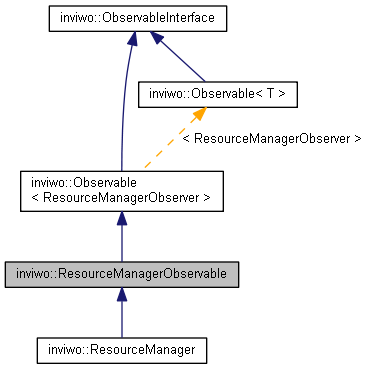 inviwo::ObservableInterface
inviwo::Observable< T >
< ResourceManagerObserver >
inviwo::Observable
< ResourceManagerObserver >
inviwo::ResourceManagerObservable
inviwo::ResourceManager